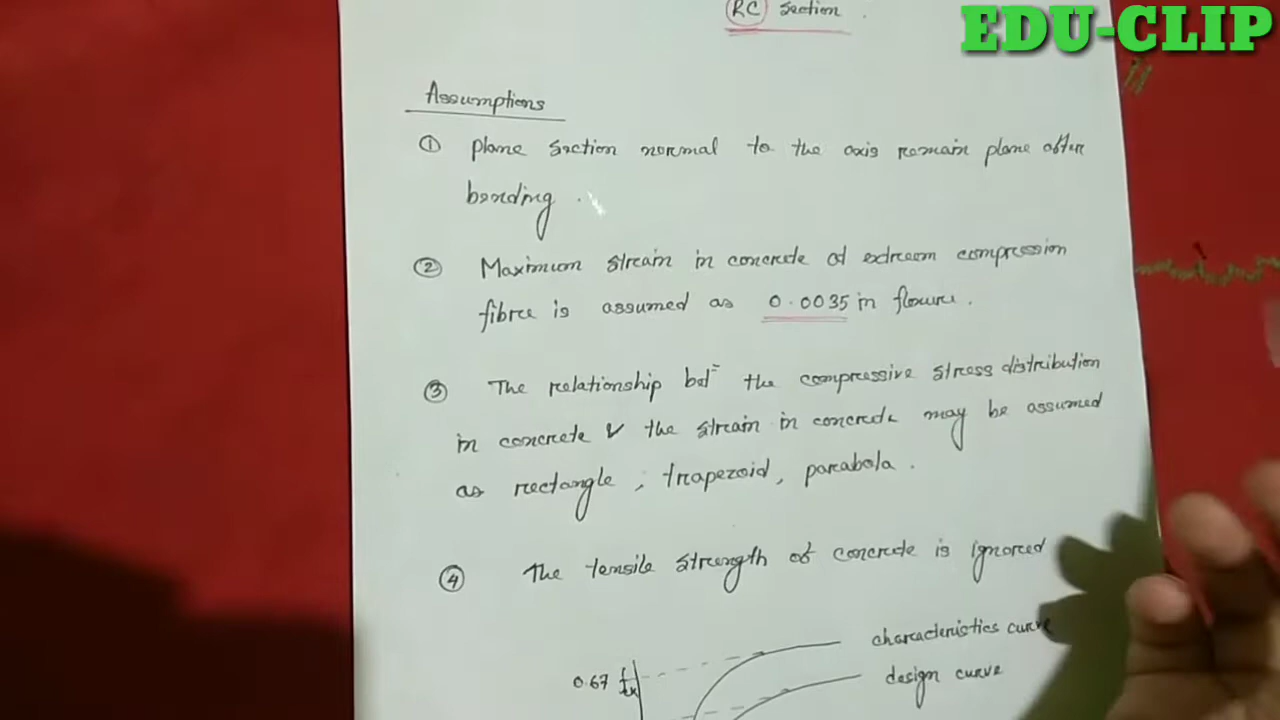 RC section.
EDU-CLIP
Assumptions
① plane section normal to the axis remain plane after
bending.
② Maximum strain in concrete at extream compression
fibre is assumed as 0.0035 in flexure.
③ The relationship betⁿ the compressive stress distribution
in concrete & the strain in concrete may be assumed
as rectangle, trapezoid, parabola.
④ The tensile strength of concrete is ignored
characteristics curve
0.67 fck
design curve